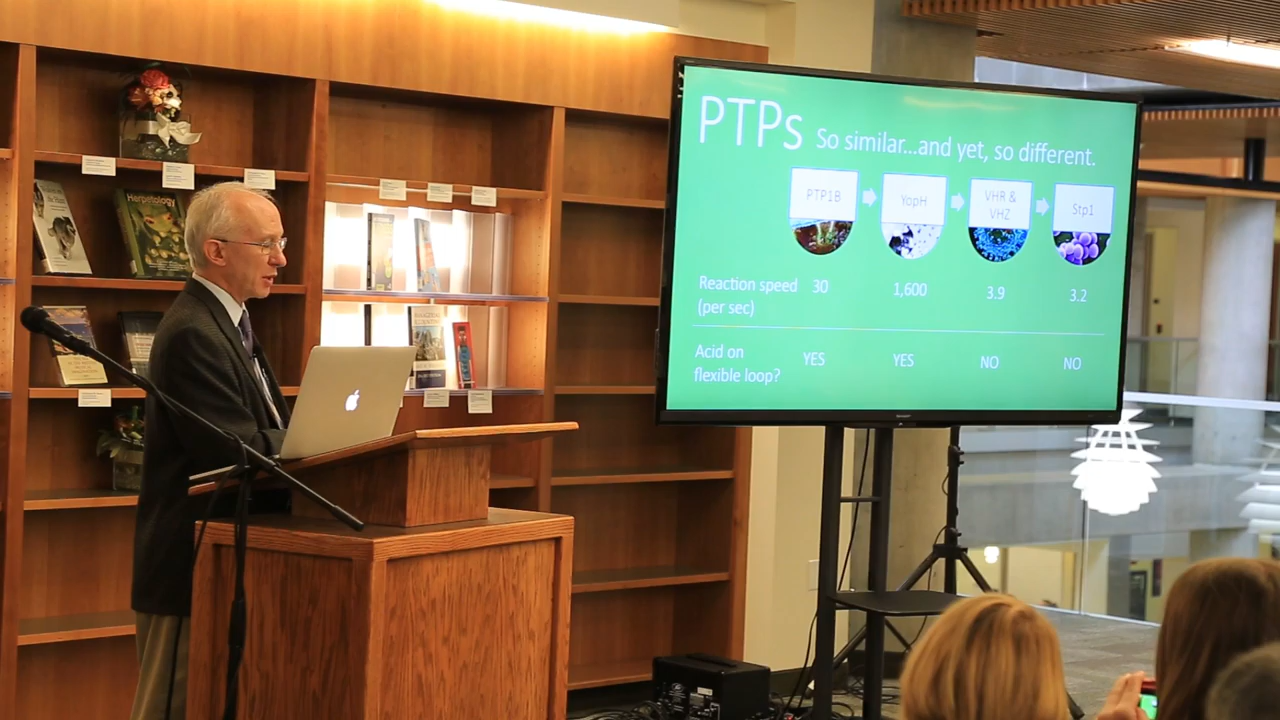 Herpetology
PTPs So similar...and yet, so different.
PTP1B
YopH
VHR &
VHZ
Stp1
Reaction speed
(per sec)
30
1,600
3.9
3.2
Acid on
flexible loop?
YES
YES
NO
NO